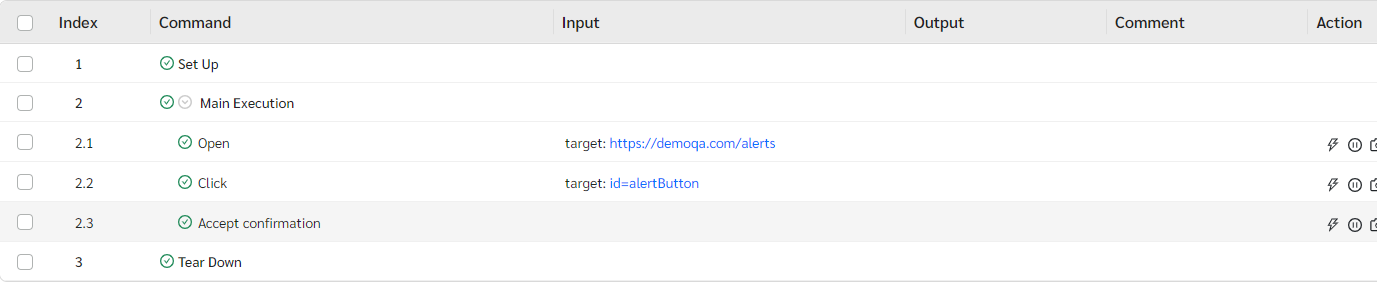 Index Command Input Output Comment Action
1 Set Up
2 Main Execution
2.1 Open target: https://demoqa.com/alerts
2.2 Click target: id=alertButton
2.3 Accept confirmation
3 Tear Down